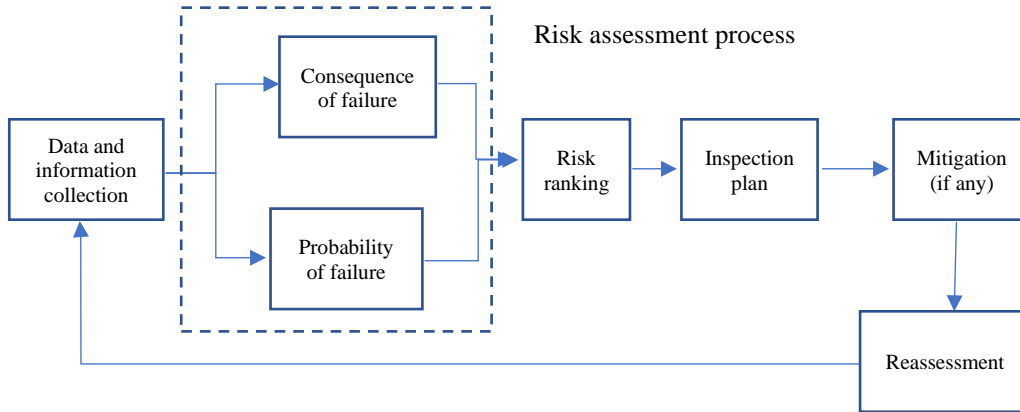 Risk assessment process
Consequence
of failure
Data and
information
collection
Risk
ranking
Inspection
plan
Mitigation
(if any)
Probability
of failure
Reassessment